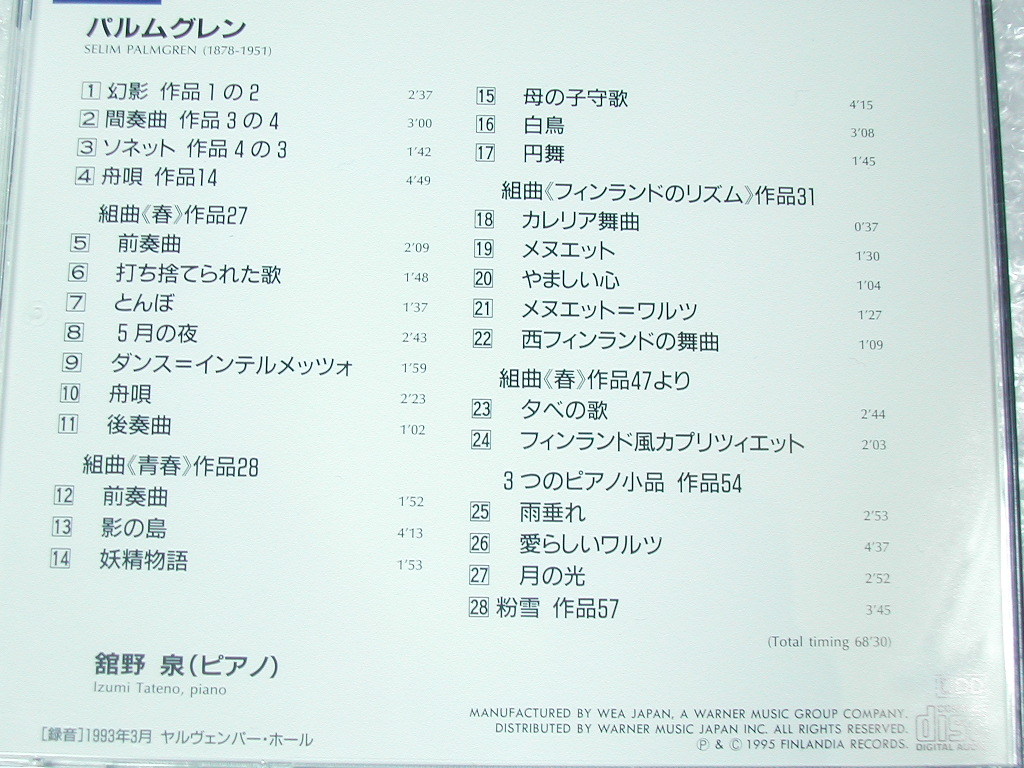 パルムグレン
SELIM PALMGREN (1878-1951)
1 幻影 作品1の2 2'37
2 間奏曲 作品3の4 3'00
3 ソネット 作品4の3 1'42
4 舟唄 作品14 4'49
組曲《春》作品27
5 前奏曲 2'09
6 打ち捨てられた歌 1'48
7 とんぼ 1'37
8 5月の夜 2'43
9 ダンス＝インテルメッツォ 1'59
10 舟唄 2'23
11 後奏曲 1'02
組曲《青春》作品28
12 前奏曲 1'52
13 影の島 4'13
14 妖精物語 1'53
15 母の子守歌 4'15
16 白鳥 3'08
17 円舞 1'45
組曲《フィンランドのリズム》作品31
18 カレリア舞曲 0'37
19 メヌエット 1'30
20 やましい心 1'04
21 メヌエット＝ワルツ 1'27
22 西フィンランドの舞曲 1'09
組曲《春》作品47より
23 夕べの歌 2'44
24 フィンランド風カプリツィエット 2'03
3つのピアノ小品 作品54
25 雨垂れ 2'53
26 愛らしいワルツ 4'37
27 月の光 2'52
28 粉雪 作品57 3'45
(Total timing 68'30)
舘野 泉(ピアノ)
Izumi Tateno, piano
[録音]1993年3月 ヤルヴェンパー・ホール
MANUFACTURED BY WEA JAPAN, A WARNER MUSIC GROUP COMPANY.
DISTRIBUTED BY WARNER MUSIC JAPAN INC. ALL RIGHTS RESERVED.
Ⓟ & © 1995 FINLANDIA RECORDS.
DDD
COMPACT
disc
DIGITAL AUDIO